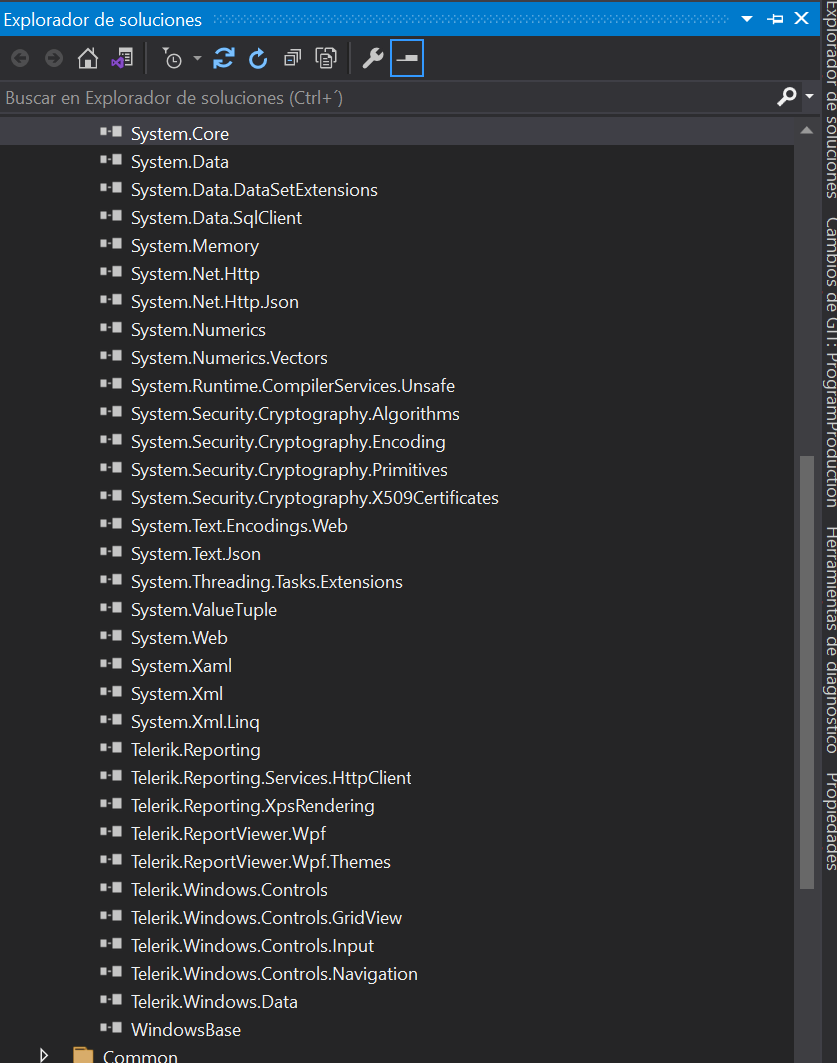 Explorador de soluciones
Buscar en Explorador de soluciones (Ctrl+´)
System.Core
System.Data
System.Data.DataSetExtensions
System.Data.SqlClient
System.Memory
System.Net.Http
System.Net.Http.Json
System.Numerics
System.Numerics.Vectors
System.Runtime.CompilerServices.Unsafe
System.Security.Cryptography.Algorithms
System.Security.Cryptography.Encoding
System.Security.Cryptography.Primitives
System.Security.Cryptography.X509Certificates
System.Text.Encodings.Web
System.Text.Json
System.Threading.Tasks.Extensions
System.ValueTuple
System.Web
System.Xaml
System.Xml
System.Xml.Linq
Telerik.Reporting
Telerik.Reporting.Services.HttpClient
Telerik.Reporting.XpsRendering
Telerik.ReportViewer.Wpf
Telerik.ReportViewer.Wpf.Themes
Telerik.Windows.Controls
Telerik.Windows.Controls.GridView
Telerik.Windows.Controls.Input
Telerik.Windows.Controls.Navigation
Telerik.Windows.Data
WindowsBase
Common
Explorador de soluciones
Cambios de GIT: ProgramProduction
Herramientas de diagnóstico
Propiedades